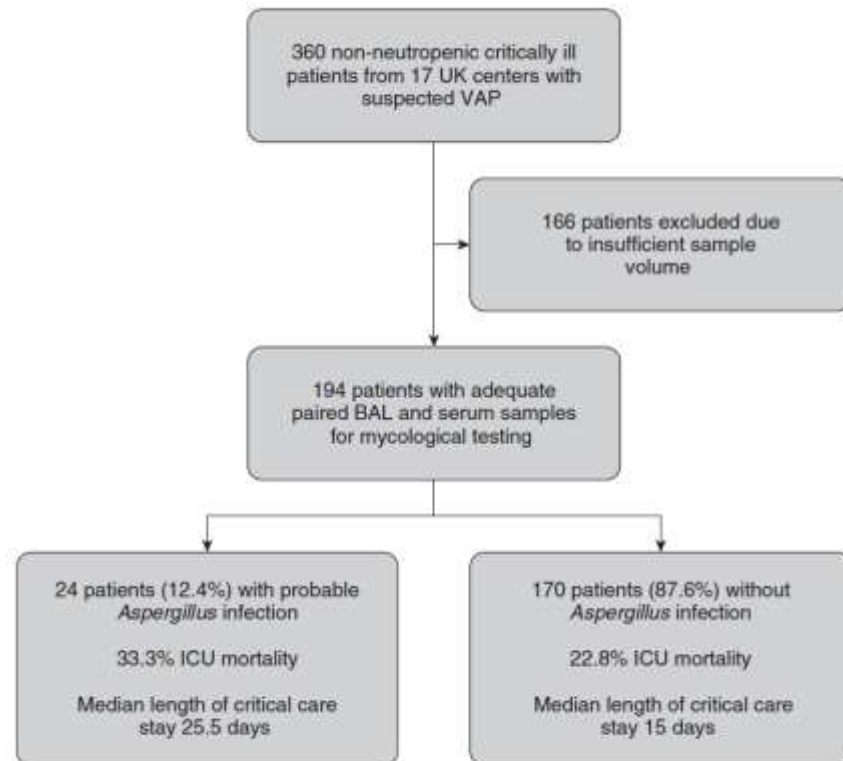 360 non-neutropenic critically ill
patients from 17 UK centers with
suspected VAP
166 patients excluded due
to insufficient sample
volume
194 patients with adequate
paired BAL and serum samples
for mycological testing
24 patients (12.4%) with probable
Aspergillus infection
33.3% ICU mortality
Median length of critical care
stay 25.5 days
170 patients (87.6%) without
Aspergillus infection
22.8% ICU mortality
Median length of critical care
stay 15 days